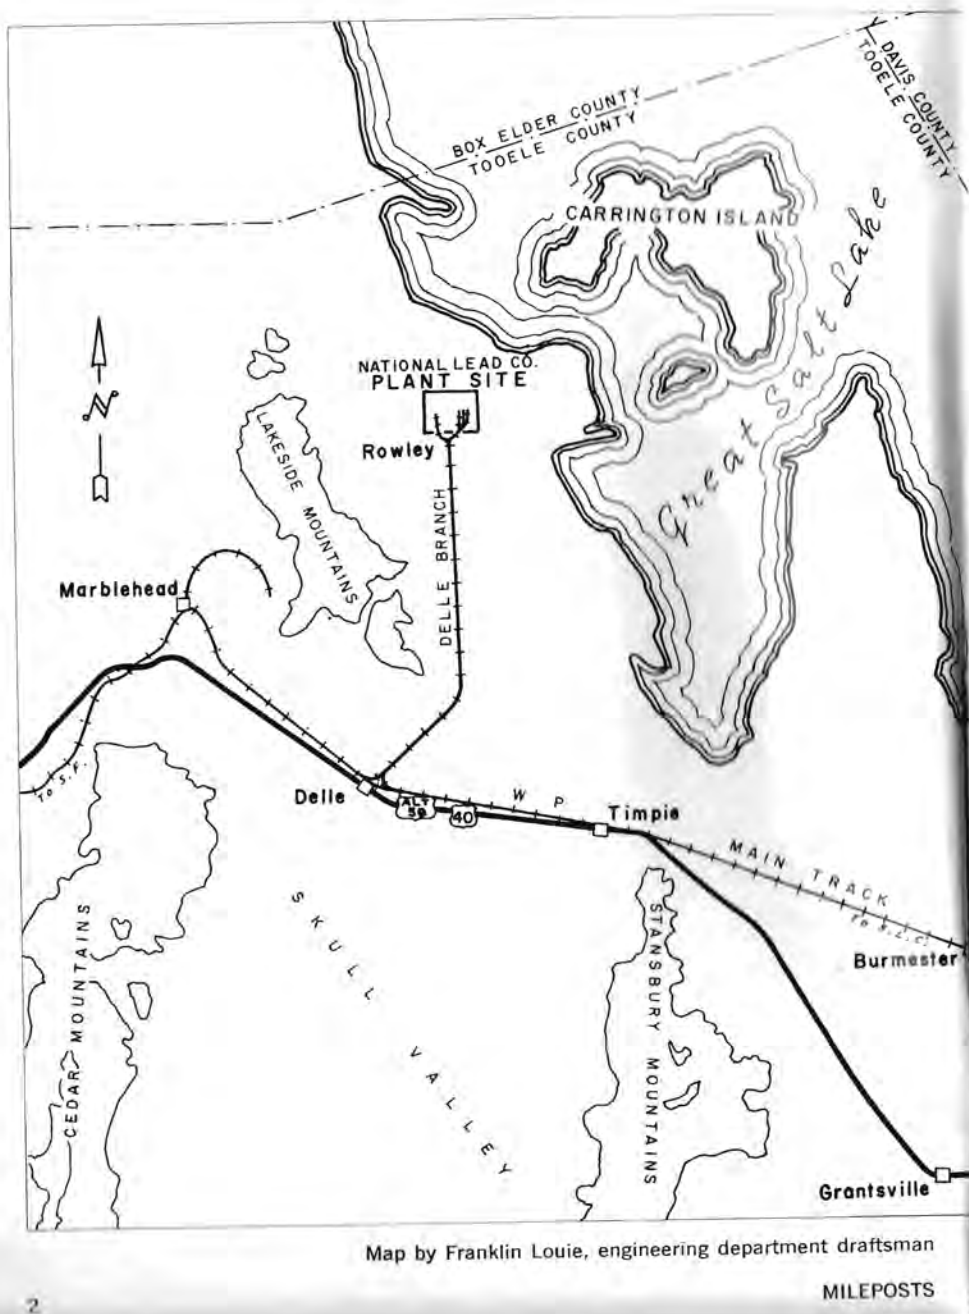 BOX ELDER COUNTY
TOOELE COUNTY
DAVIS COUNTY
TOOELE COUNTY
CARRINGTON ISLAND
Great Salt Lake
N
NATIONAL LEAD CO.
PLANT SITE
Rowley
LAKESIDE MOUNTAINS
DELLE BRANCH
Marblehead
To S.F.
Delle
ALT 50
40
W P
Timpie
MAIN TRACK
To S.L.C.
Burmester
SKULL VALLEY
CEDAR MOUNTAINS
STANSBURY MOUNTAINS
Grantsville
Map by Franklin Louie, engineering department draftsman
2
MILEPOSTS